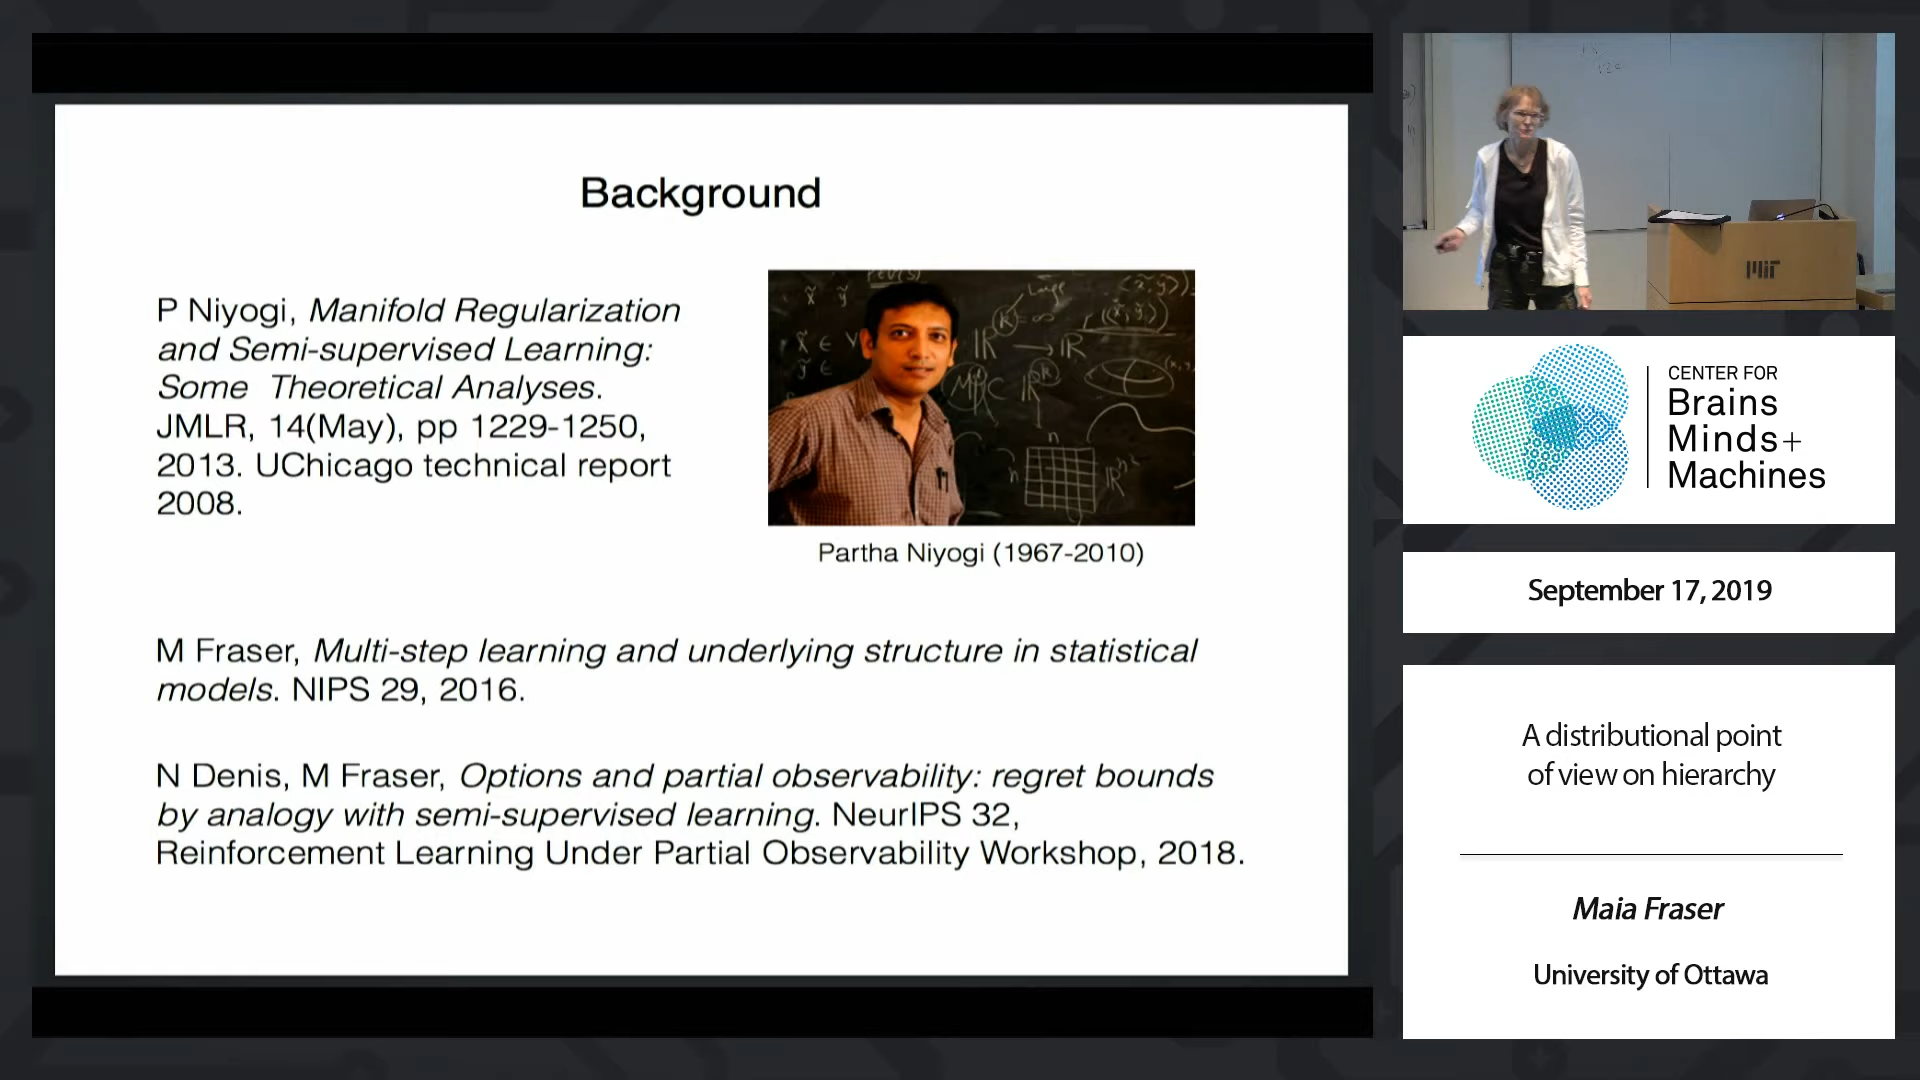 Background
P Niyogi, Manifold Regularization
and Semi-supervised Learning:
Some Theoretical Analyses.
JMLR, 14(May), pp 1229-1250,
2013. UChicago technical report
2008.
Large
Partha Niyogi (1967-2010)
M Fraser, Multi-step learning and underlying structure in statistical
models. NIPS 29, 2016.
N Denis, M Fraser, Options and partial observability: regret bounds
by analogy with semi-supervised learning. NeurIPS 32,
Reinforcement Learning Under Partial Observability Workshop, 2018.
MIT
CENTER FOR
Brains
Minds+
Machines
September 17, 2019
A distributional point
of view on hierarchy
Maia Fraser
University of Ottawa